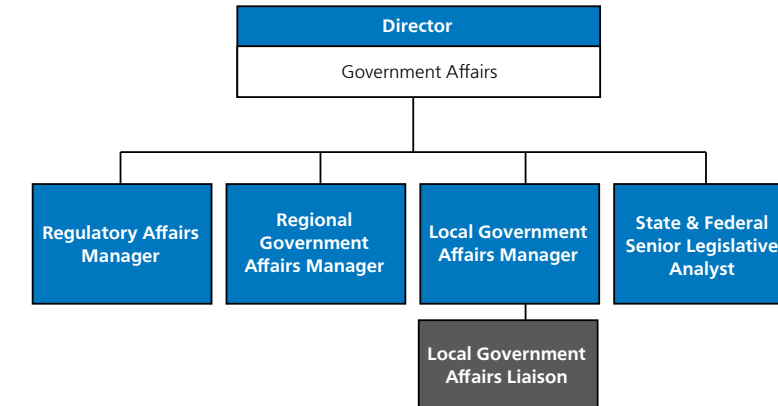 Director
Government Affairs
Regulatory Affairs
Manager
Regional
Government
Affairs Manager
Local Government
Affairs Manager
State & Federal
Senior Legislative
Analyst
Local Government
Affairs Liaison